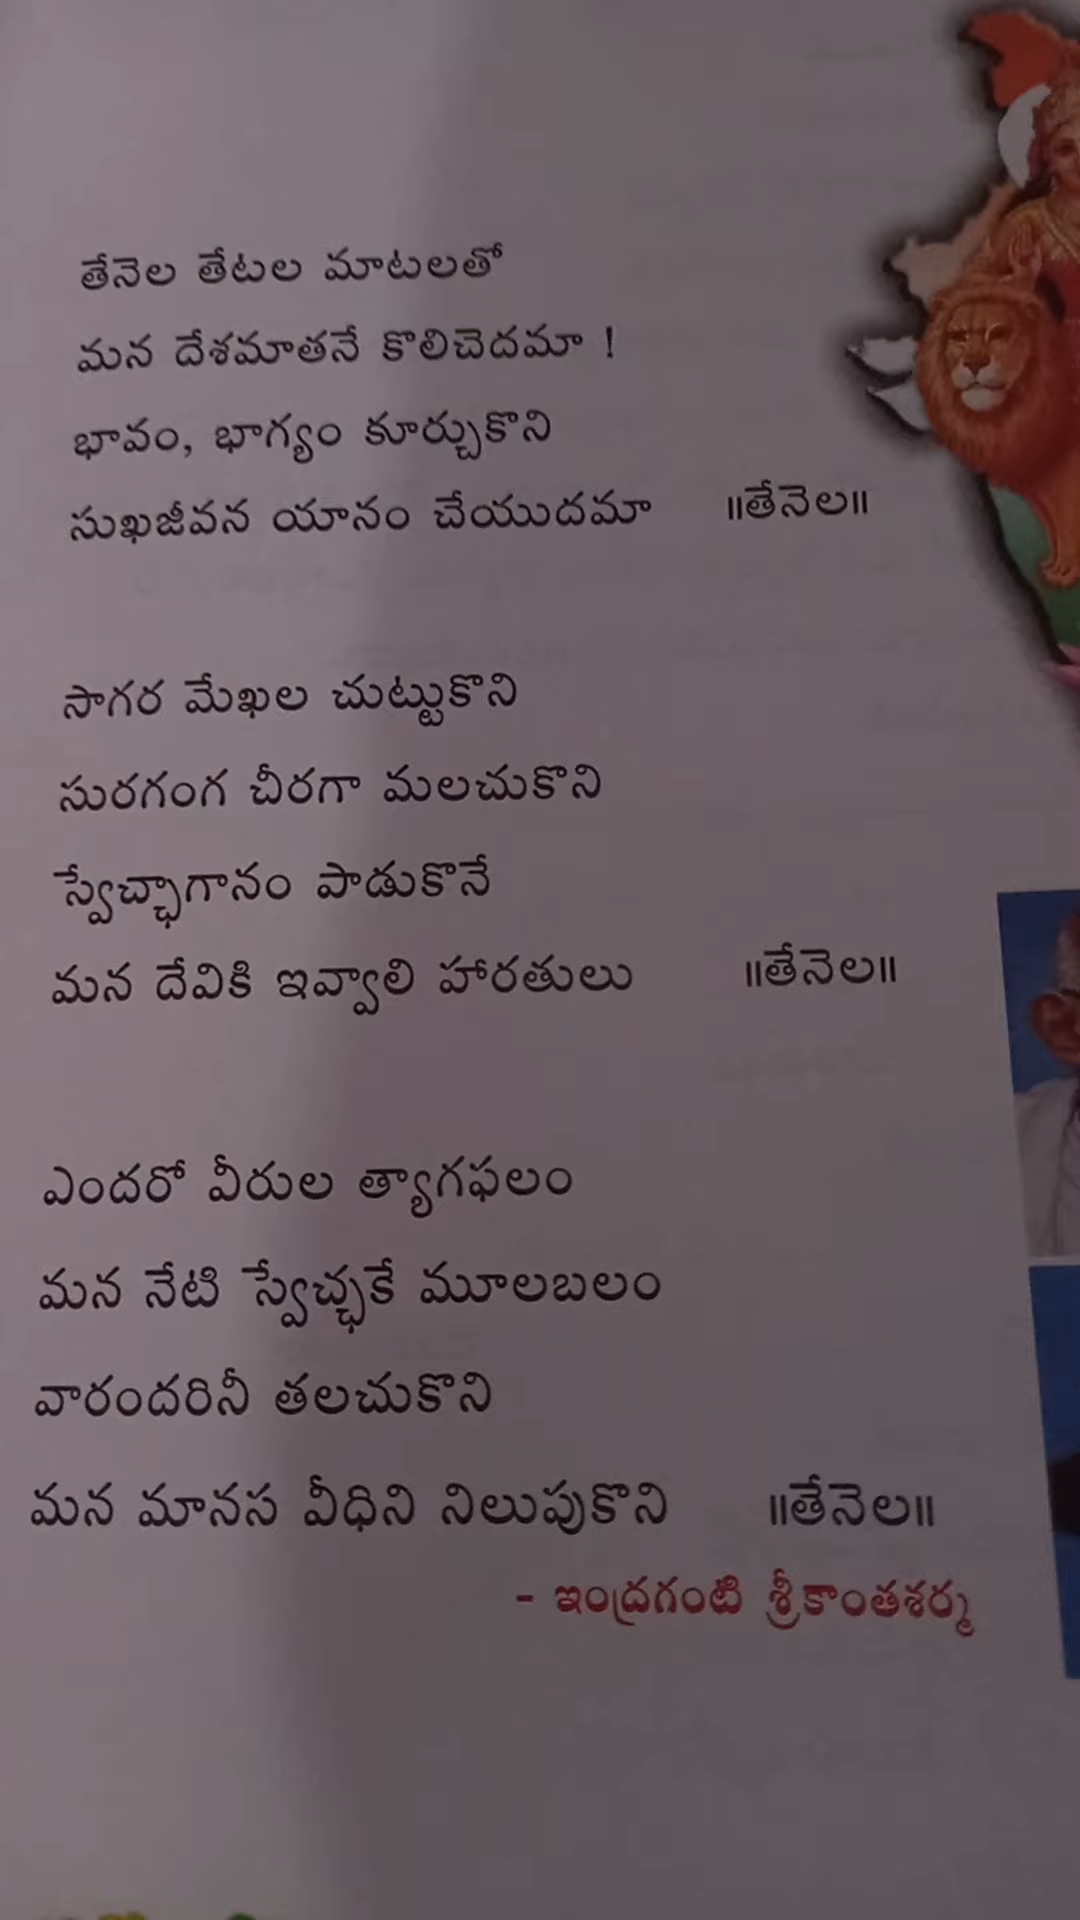 తేనెల తేటల మాటలతో
మన దేశమాతనే కొలిచెదమా !
భావం, భాగ్యం కూర్చుకొని
సుఖజీవన యానం చేయుదమా ॥తేనెల॥
సాగర మేఖల చుట్టుకొని
సురగంగ చీరగా మలచుకొని
స్వేచ్ఛాగానం పాడుకొనే
మన దేవికి ఇవ్వాలి హారతులు ॥తేనెల॥
ఎందరో వీరుల త్యాగఫలం
మన నేటి స్వేచ్ఛకే మూలబలం
వారందరినీ తలచుకొని
మన మానస వీధిని నిలుపుకొని ॥తేనెల॥
- ఇంద్రగంటి శ్రీకాంతశర్మ